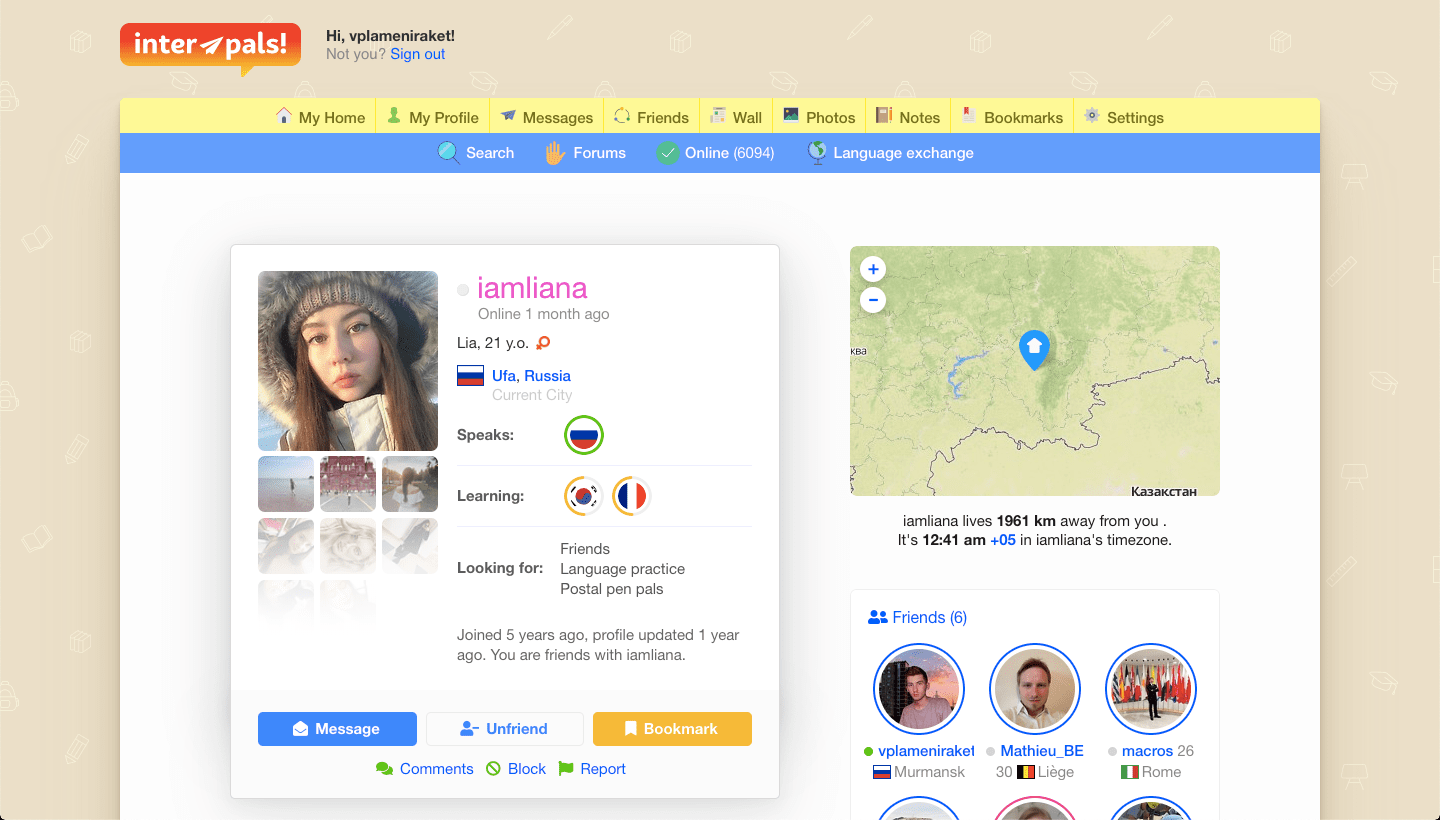 inter pals!
Hi, vplameniraket!
Not you? Sign out
My Home My Profile Messages Friends Wall Photos Notes Bookmarks Settings
Search Forums Online (6094) Language exchange
iamliana
Online 1 month ago
Lia, 21 y.o.
Ufa, Russia
Current City
Speaks:
Learning:
Looking for:
Friends
Language practice
Postal pen pals
Joined 5 years ago, profile updated 1 year
ago. You are friends with iamliana.
Message Unfriend Bookmark
Comments Block Report
+
−
ква
Казахстан
iamliana lives 1961 km away from you .
It's 12:41 am +05 in iamliana's timezone.
Friends (6)
vplameniraket
Murmansk
Mathieu_BE
30 Liège
macros 26
Rome